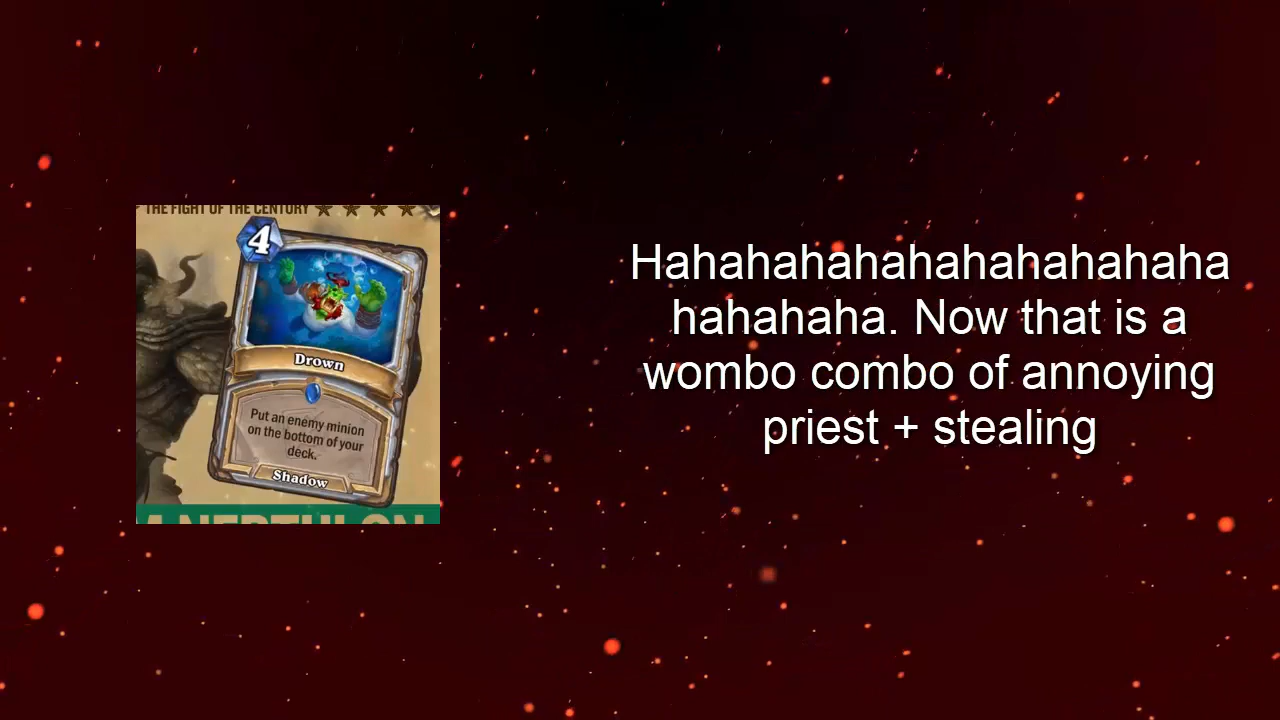 THE FIGHT OF THE CENTURY
4
Drown
Put an enemy minion
on the bottom of your
deck.
Shadow
Hahahahahahahahahahaha
hahahaha. Now that is a
wombo combo of annoying
priest + stealing